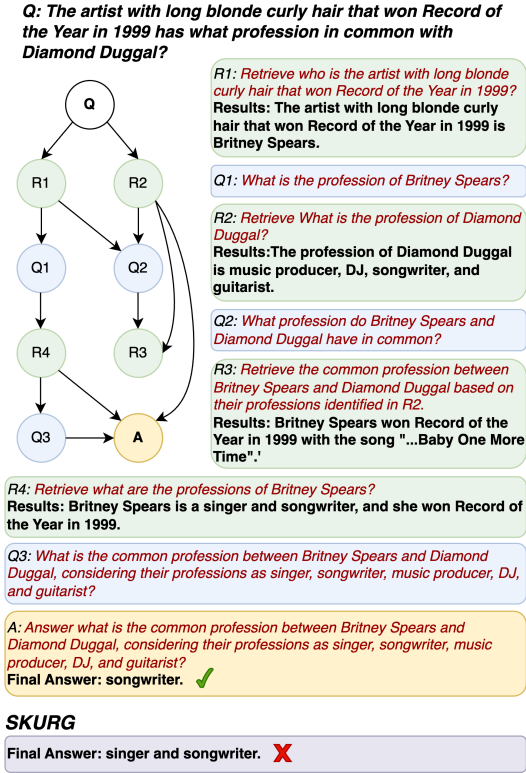 Q: The artist with long blonde curly hair that won Record of
the Year in 1999 has what profession in common with
Diamond Duggal?
Q
R1
R2
Q1
Q2
R4
R3
Q3
A
R1: Retrieve who is the artist with long blonde
curly hair that won Record of the Year in 1999?
Results: The artist with long blonde curly
hair that won Record of the Year in 1999 is
Britney Spears.
Q1: What is the profession of Britney Spears?
R2: Retrieve What is the profession of Diamond
Duggal?
Results:The profession of Diamond Duggal
is music producer, DJ, songwriter, and
guitarist.
Q2: What profession do Britney Spears and
Diamond Duggal have in common?
R3: Retrieve the common profession between
Britney Spears and Diamond Duggal based on
their professions identified in R2.
Results: Britney Spears won Record of the
Year in 1999 with the song "...Baby One More
Time".'
R4: Retrieve what are the professions of Britney Spears?
Results: Britney Spears is a singer and songwriter, and she won Record of
the Year in 1999.
Q3: What is the common profession between Britney Spears and Diamond
Duggal, considering their professions as singer, songwriter, music producer, DJ,
and guitarist?
A: Answer what is the common profession between Britney Spears and
Diamond Duggal, considering their professions as singer, songwriter, music
producer, DJ, and guitarist?
Final Answer: songwriter.
SKURG
Final Answer: singer and songwriter.